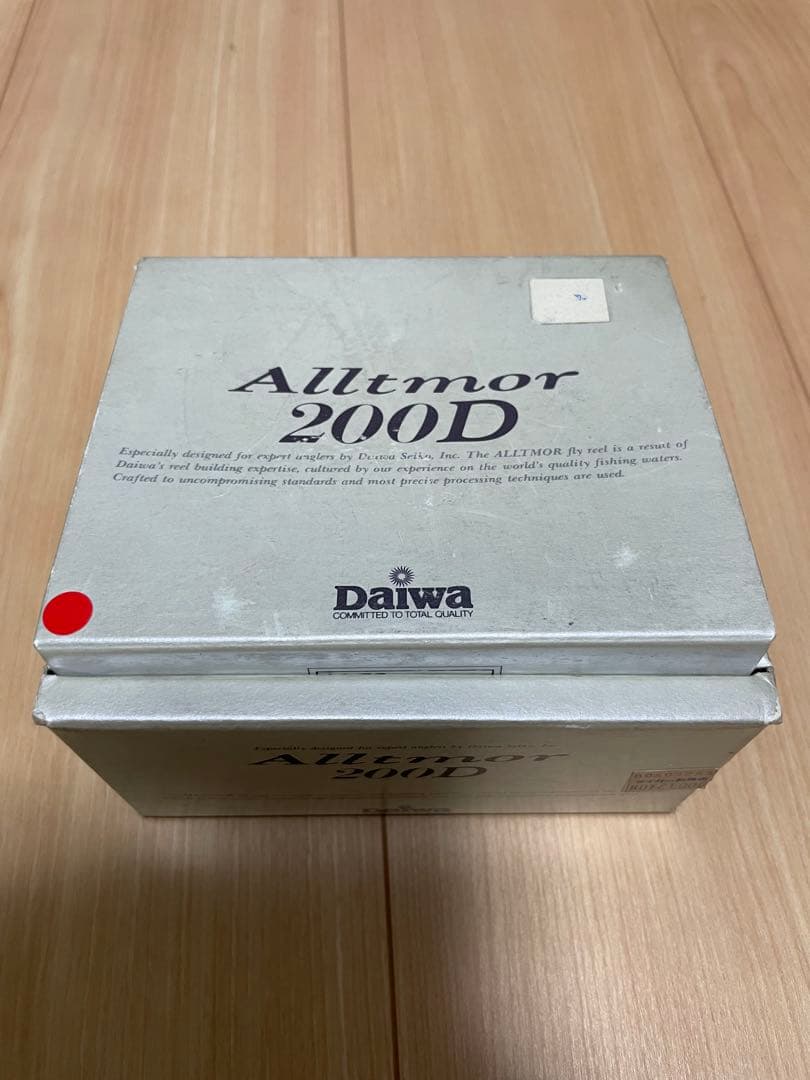 Alltmor
200D
Especially designed for expert anglers by Daiwa Seiko, Inc. The ALLTMOR fly reel is a result of
Daiwa's reel building expertise, cultured by our experience on the world's quality fishing waters.
Crafted to uncompromising standards and most precise processing techniques are used.
Daiwa
COMMITTED TO TOTAL QUALITY
Especially designed for expert anglers by Daiwa Seiko, Inc.
Alltmor
200D
Daiwa